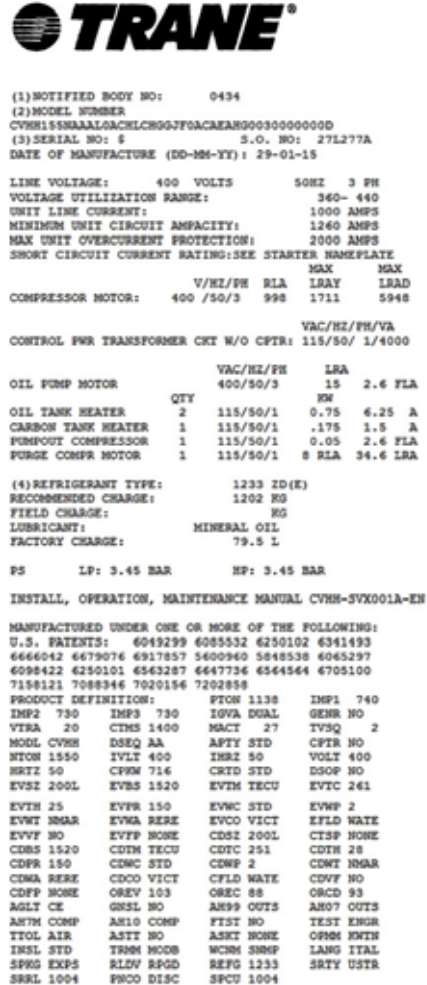 TRANE
(1)NOTIFIED BODY NO: 0434
(2)MODEL NUMBER
CVHH155NAAAL0ACHLCHGGJF0ACAEAHG0030000000D
(3)SERIAL NO: $ S.O. NO: 27L277A
DATE OF MANUFACTURE (DD-MM-YY): 29-01-15
LINE VOLTAGE: 400 VOLTS 50HZ 3 PH
VOLTAGE UTILIZATION RANGE: 360- 440
UNIT LINE CURRENT: 1000 AMPS
MINIMUM UNIT CIRCUIT AMPACITY: 1260 AMPS
MAX UNIT OVERCURRENT PROTECTION: 2000 AMPS
SHORT CIRCUIT CURRENT RATING:SEE STARTER NAMEPLATE
MAX MAX
V/HZ/PH RLA LRAY LRAD
COMPRESSOR MOTOR: 400 /50/3 998 1711 5948
VAC/HZ/PH/VA
CONTROL PWR TRANSFORMER CKT W/O CPTR: 115/50/ 1/4000
VAC/HZ/PH LRA
OIL PUMP MOTOR 400/50/3 15 2.6 FLA
QTY KW
OIL TANK HEATER 2 115/50/1 0.75 6.25 A
CARBON TANK HEATER 1 115/50/1 .175 1.5 A
PUMPOUT COMPRESSOR 1 115/50/1 0.05 2.6 FLA
PURGE COMPR MOTOR 1 115/50/1 8 RLA 34.6 LRA
(4)REFRIGERANT TYPE: 1233 ZD(E)
RECOMMENDED CHARGE: 1202 KG
FIELD CHARGE: KG
LUBRICANT: MINERAL OIL
FACTORY CHARGE: 79.5 L
PS LP: 3.45 BAR HP: 3.45 BAR
INSTALL, OPERATION, MAINTENANCE MANUAL CVHH-SVX001A-EN
MANUFACTURED UNDER ONE OR MORE OF THE FOLLOWING:
U.S. PATENTS: 6049299 6085532 6250102 6341493
6666042 6679076 6917857 5600960 5848538 6065297
6098422 6250101 6563287 6647736 6564564 6705100
7158121 7088346 7020156 7202858
PRODUCT DEFINITION: PTON 1138 IMP1 740
IMP2 730 IMP3 730 IGVA DUAL GENR NO
VTRA 20 CTMS 1400 MACT 27 TVSQ 2
MODL CVHH DSEQ AA APTY STD CPTR NO
NTON 1550 IVLT 400 IHRZ 50 VOLT 400
HRTZ 50 CPKW 716 CRTD STD DSOP NO
EVSZ 200L EVBS 1520 EVTM TECU EVTC 261
EVTH 25 EVPR 150 EVWC STD EVWP 2
EVWT NMAR EVWA RERE EVCO VICT EFLD WATE
EVVF NO EVFP NONE CDSZ 200L CTSP NONE
CDBS 1520 CDTM TECU CDTC 251 CDTH 28
CDPR 150 CDWC STD CDWP 2 CDWT NMAR
CDWA RERE CDCO VICT CFLD WATE CDVF NO
CDFP NONE OREV 103 OREC 88 ORCD 93
AGLT CE GNSL NO AH99 OUTS AH07 OUTS
AH7M COMP AH10 COMP FTST NO TEST ENGR
TTOL AIR ASTT NO ASKT NONE OPMM KWTN
INSL STD TRMM MODB WCNM SNMP LANG ITAL
SPKG EXPS RLDV RPGD REFG 1233 SRTY USTR
SRRL 1004 PNCO DISC SPCU 1004